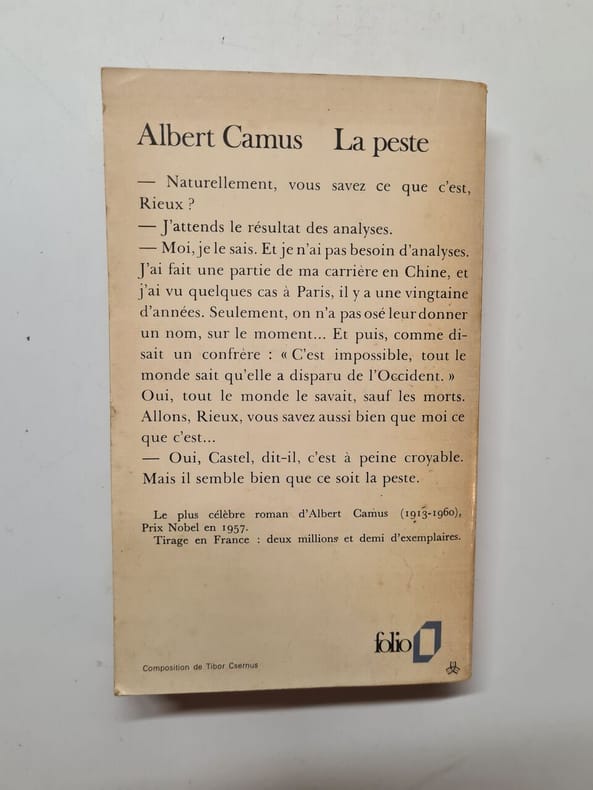 Albert Camus La peste
— Naturellement, vous savez ce que c'est,
Rieux ?
— J'attends le résultat des analyses.
— Moi, je le sais. Et je n'ai pas besoin d'analyses.
J'ai fait une partie de ma carrière en Chine, et
j'ai vu quelques cas à Paris, il y a une vingtaine
d'années. Seulement, on n'a pas osé leur donner
un nom, sur le moment... Et puis, comme di-
sait un confrère : « C'est impossible, tout le
monde sait qu'elle a disparu de l'Occident. »
Oui, tout le monde le savait, sauf les morts.
Allons, Rieux, vous savez aussi bien que moi ce
que c'est...
— Oui, Castel, dit-il, c'est à peine croyable.
Mais il semble bien que ce soit la peste.
Le plus célèbre roman d'Albert Camus (1913-1960),
Prix Nobel en 1957.
Tirage en France : deux millions et demi d'exemplaires.
folio
Composition de Tibor Csernus